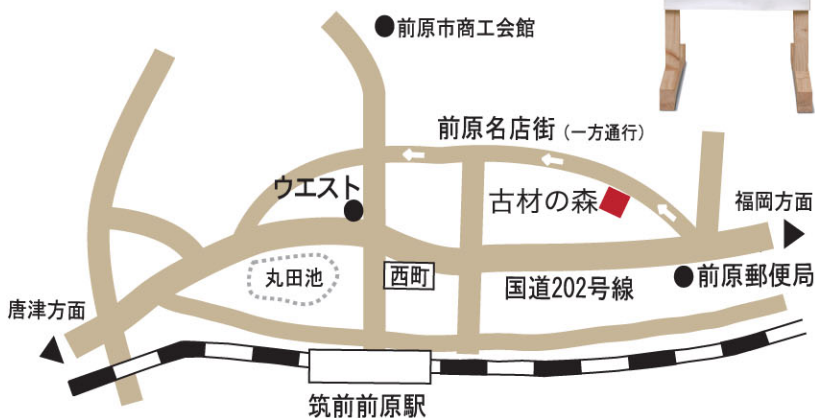 前原市商工会館
前原名店街（一方通行）
ウエスト
古材の森
福岡方面
丸田池
西町
国道202号線
前原郵便局
唐津方面
筑前前原駅